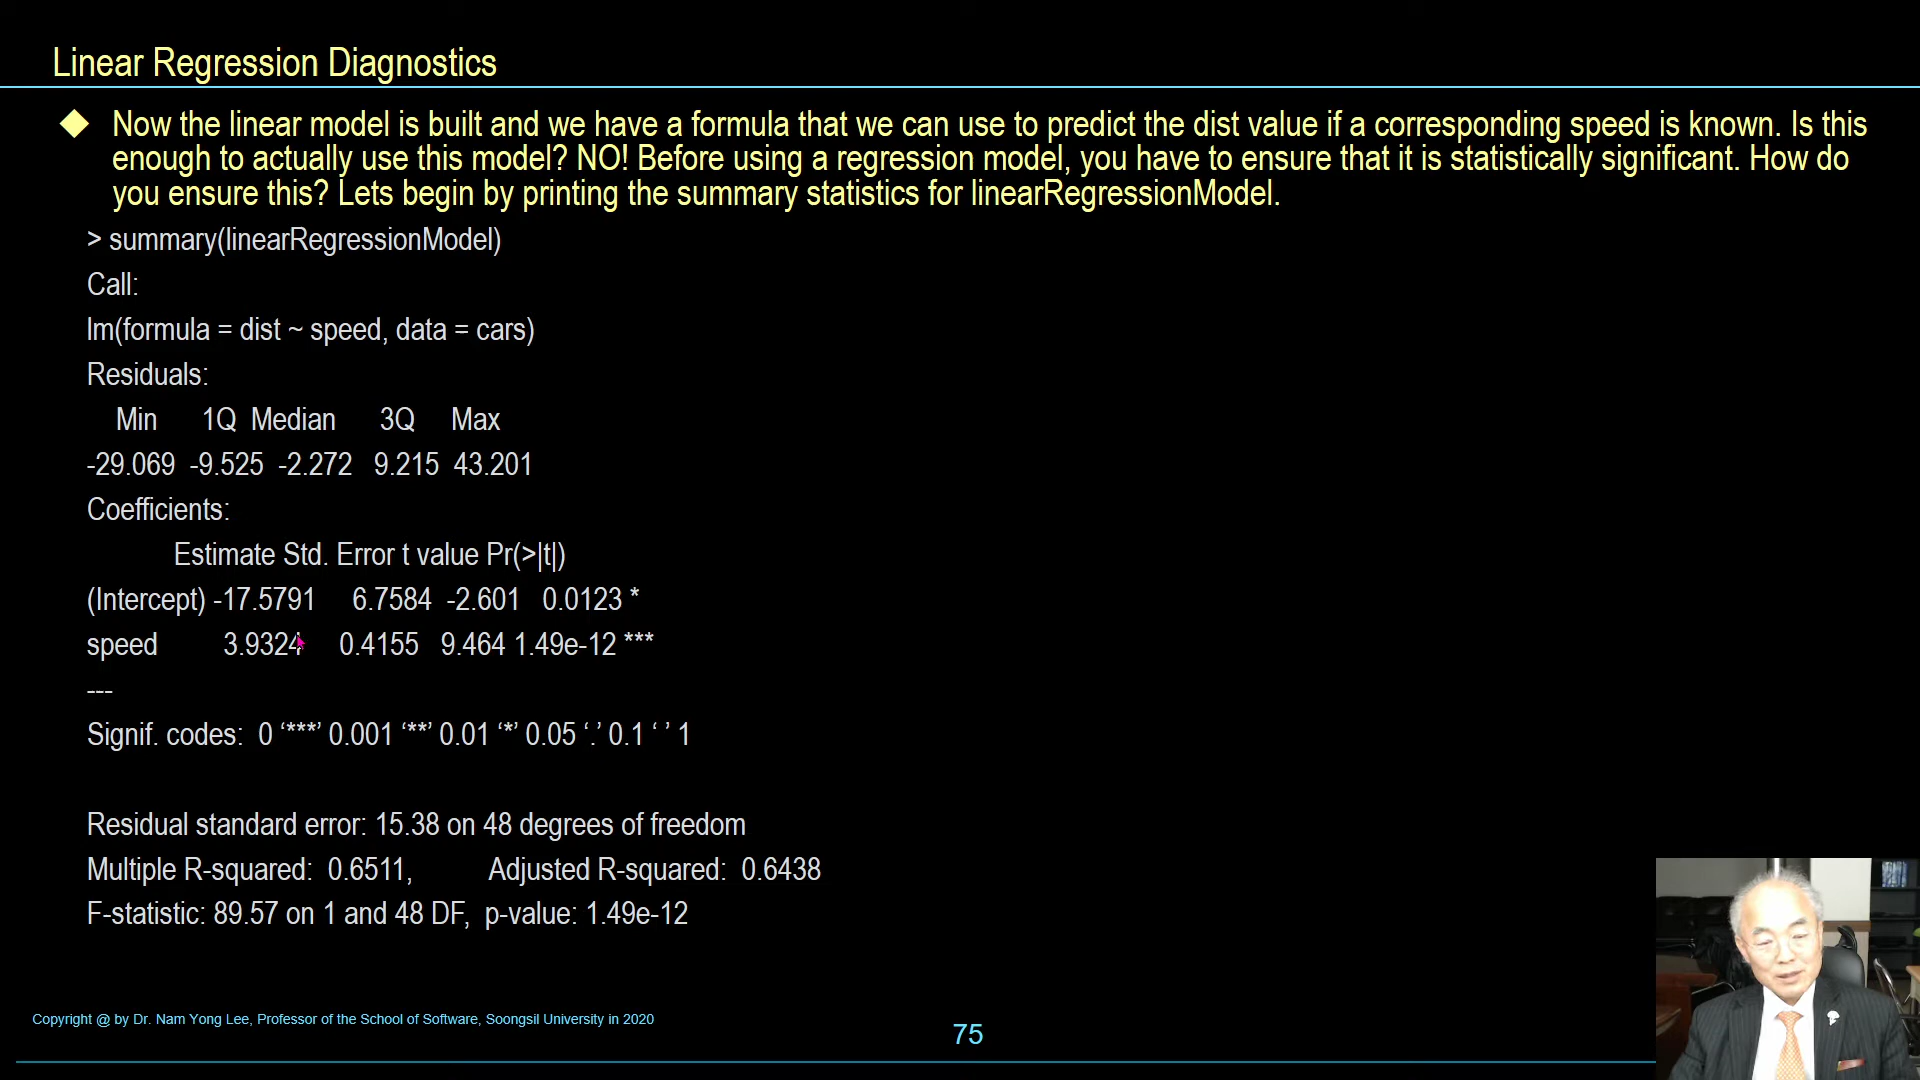 Linear Regression Diagnostics
Now the linear model is built and we have a formula that we can use to predict the dist value if a corresponding speed is known. Is this
enough to actually use this model? NO! Before using a regression model, you have to ensure that it is statistically significant. How do
you ensure this? Lets begin by printing the summary statistics for linearRegressionModel.
> summary(linearRegressionModel)
Call:
lm(formula = dist ~ speed, data = cars)
Residuals:
Min 1Q Median 3Q Max
-29.069 -9.525 -2.272 9.215 43.201
Coefficients:
Estimate Std. Error t value Pr(>|t|)
(Intercept) -17.5791 6.7584 -2.601 0.0123 *
speed 3.9324 0.4155 9.464 1.49e-12 ***
---
Signif. codes: 0 ‘***’ 0.001 ‘**’ 0.01 ‘*’ 0.05 ‘.’ 0.1 ‘ ’ 1
Residual standard error: 15.38 on 48 degrees of freedom
Multiple R-squared: 0.6511, Adjusted R-squared: 0.6438
F-statistic: 89.57 on 1 and 48 DF, p-value: 1.49e-12
Copyright @ by Dr. Nam Yong Lee, Professor of the School of Software, Soongsil University in 2020
75